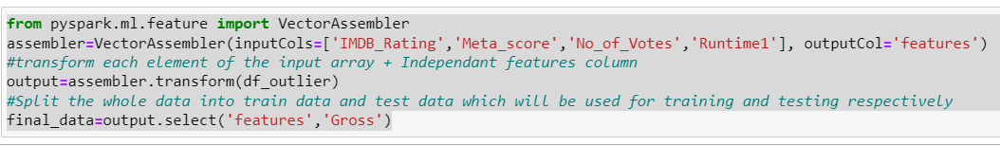 from pyspark.ml.feature import VectorAssembler
assembler=VectorAssembler(inputCols=['IMDB_Rating','Meta_score','No_of_Votes','Runtime1'], outputCol='features')
#transform each element of the input array + Independant features column
output=assembler.transform(df_outlier)
#Split the whole data into train data and test data which will be used for training and testing respectively
final_data=output.select('features','Gross')